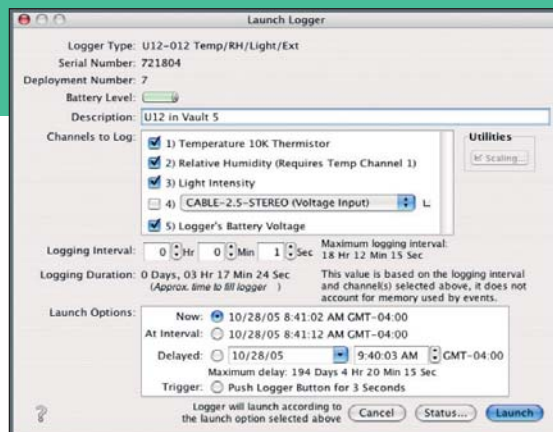 Launch Logger
Logger Type: U12-012 Temp/RH/Light/Ext
Serial Number: 721804
Deployment Number: 7
Battery Level:
Description: U12 in Vault 5
Channels to Log:
1) Temperature 10K Thermistor
2) Relative Humidity (Requires Temp Channel 1)
3) Light Intensity
4) CABLE-2.5-STEREO (Voltage Input)
5) Logger's Battery Voltage
Utilities
Scaling...
Logging Interval: 0 Hr 0 Min 1 Sec
Maximum logging interval:
18 Hr 12 Min 15 Sec
Logging Duration: 0 Days, 03 Hr 17 Min 24 Sec
(Approx. time to fill logger )
This value is based on the logging interval
and channel(s) selected above, it does not
account for memory used by events.
Launch Options:
Now: 10/28/05 8:41:02 AM GMT-04:00
At Interval: 10/28/05 8:41:12 AM GMT-04:00
Delayed: 10/28/05 9:40:03 AM GMT-04:00
Maximum delay: 194 Days 4 Hr 20 Min 15 Sec
Trigger: Push Logger Button for 3 Seconds
?
Logger will launch according to
the launch option selected above
Cancel Status... Launch